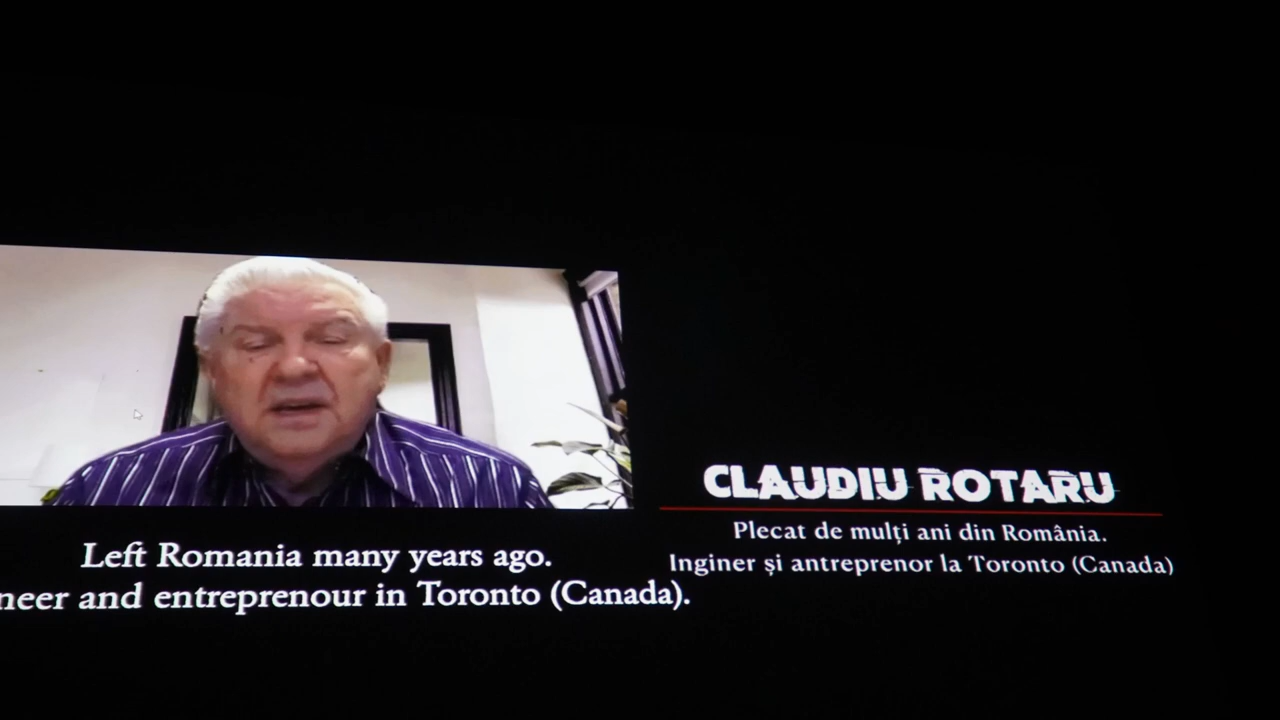 CLAUDIU ROTARU
Plecat de mulți ani din România.
Inginer și antreprenor la Toronto (Canada)
Left Romania many years ago.
and entreprenour in Toronto (Canada).